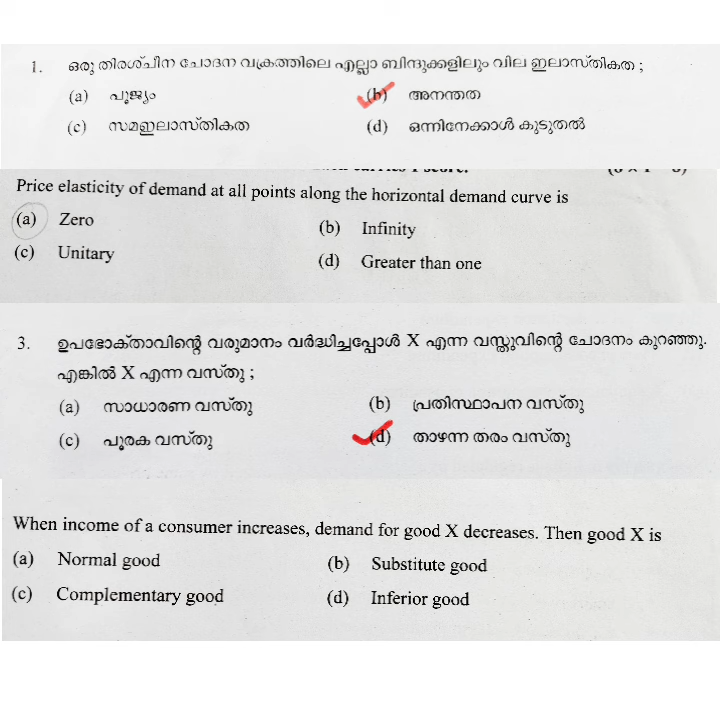 1. ഒരു തിരശ്ചീന ചോദന വക്രത്തിലെ എല്ലാ ബിന്ദുക്കളിലും വില ഇലാസ്തികത ;
(a) പൂജ്യം (b) അനന്തത
(c) സമഇലാസ്തികത (d) ഒന്നിനേക്കാൾ കൂടുതൽ
Price elasticity of demand at all points along the horizontal demand curve is
(a) Zero (b) Infinity
(c) Unitary (d) Greater than one
3. ഉപഭോക്താവിന്റെ വരുമാനം വർദ്ധിച്ചപ്പോൾ X എന്ന വസ്തുവിന്റെ ചോദനം കുറഞ്ഞു.
എങ്കിൽ X എന്ന വസ്തു ;
(a) സാധാരണ വസ്തു (b) പ്രതിസ്ഥാപന വസ്തു
(c) പൂരക വസ്തു (d) താഴ്ന്ന തരം വസ്തു
When income of a consumer increases, demand for good X decreases. Then good X is
(a) Normal good (b) Substitute good
(c) Complementary good (d) Inferior good